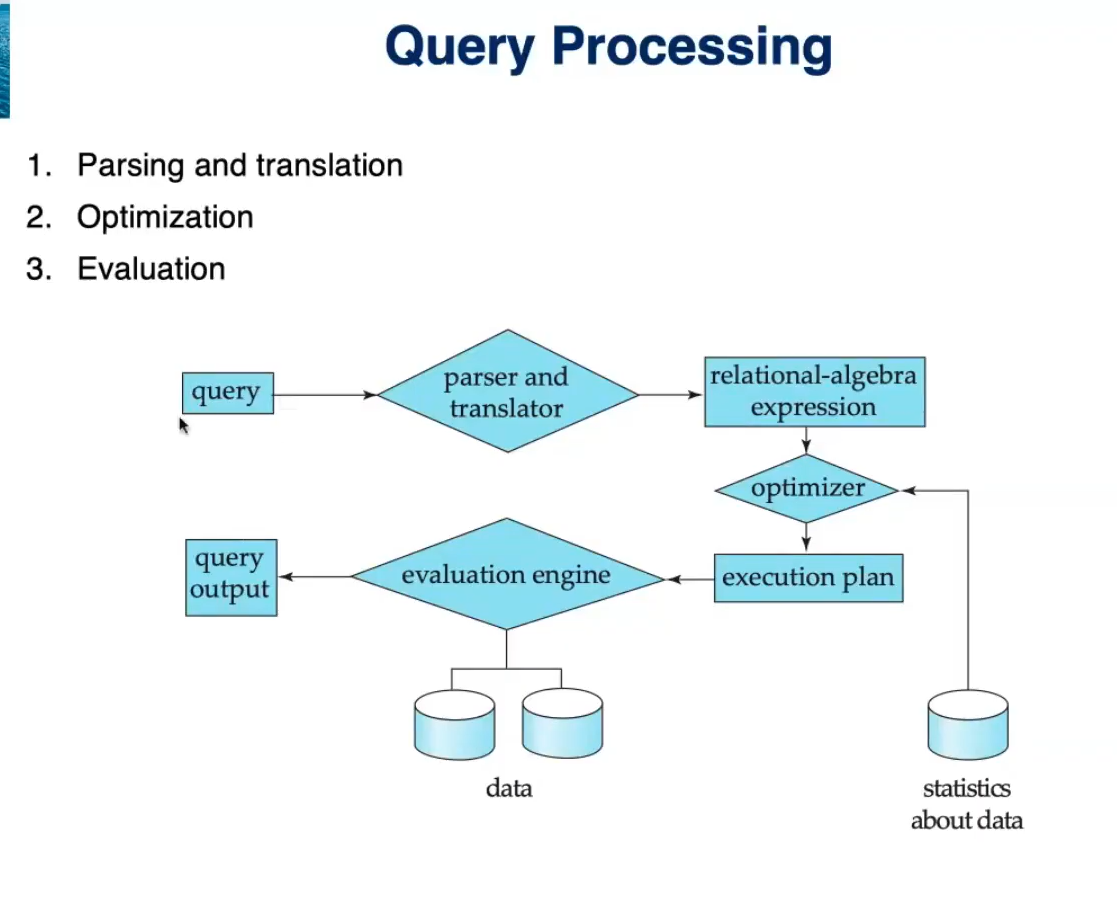 Query Processing
1. Parsing and translation
2. Optimization
3. Evaluation
query
parser and
translator
relational-algebra
expression
optimizer
query
output
evaluation engine
execution plan
data
statistics
about data